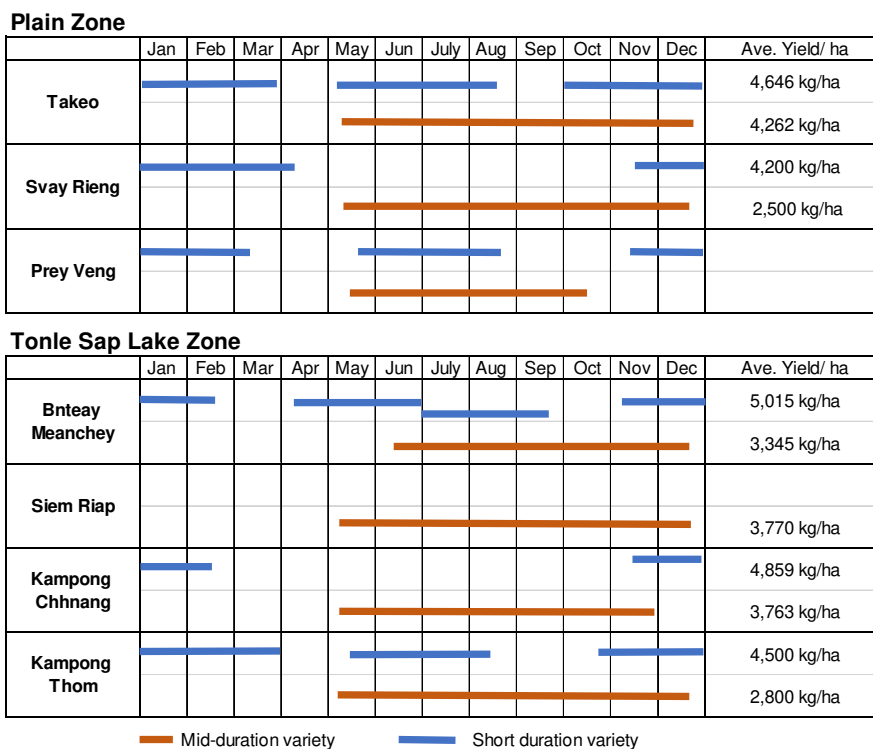 Plain Zone
Jan Feb Mar Apr May Jun July Aug Sep Oct Nov Dec Ave. Yield/ ha
Takeo 4,646 kg/ha
4,262 kg/ha
Svay Rieng 4,200 kg/ha
2,500 kg/ha
Prey Veng
Tonle Sap Lake Zone
Jan Feb Mar Apr May Jun July Aug Sep Oct Nov Dec Ave. Yield/ ha
Bnteay 5,015 kg/ha
Meanchey 3,345 kg/ha
Siem Riap
3,770 kg/ha
Kampong 4,859 kg/ha
Chhnang 3,763 kg/ha
Kampong 4,500 kg/ha
Thom 2,800 kg/ha
Mid-duration variety Short duration variety